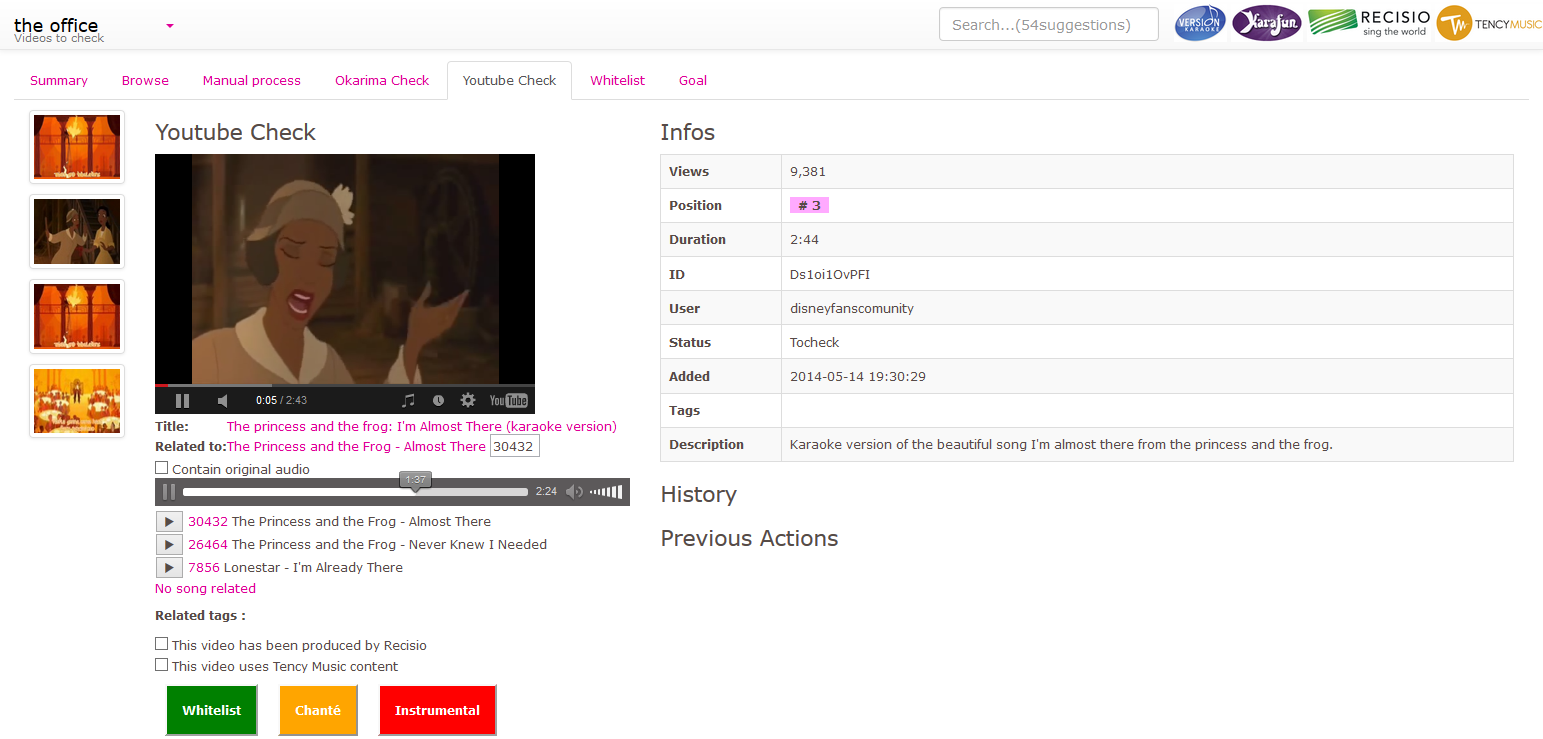 the office
Videos to check
Search...(54suggestions)
VERSION KARAOKE
Karafun
RECISIO
sing the world
TM TENCYMUSIC
Summary
Browse
Manual process
Okarima Check
Youtube Check
Whitelist
Goal
Youtube Check
0:05 / 2:43
YouTube
Title: The princess and the frog: I'm Almost There (karaoke version)
Related to:The Princess and the Frog - Almost There 30432
Contain original audio
1:37
2:24
30432 The Princess and the Frog - Almost There
26464 The Princess and the Frog - Never Knew I Needed
7856 Lonestar - I'm Already There
No song related
Related tags :
This video has been produced by Recisio
This video uses Tency Music content
Whitelist
Chanté
Instrumental
Infos
Views 9,381
Position # 3
Duration 2:44
ID Ds1oi1OvPFI
User disneyfanscomunity
Status Tocheck
Added 2014-05-14 19:30:29
Tags
Description Karaoke version of the beautiful song I'm almost there from the princess and the frog.
History
Previous Actions